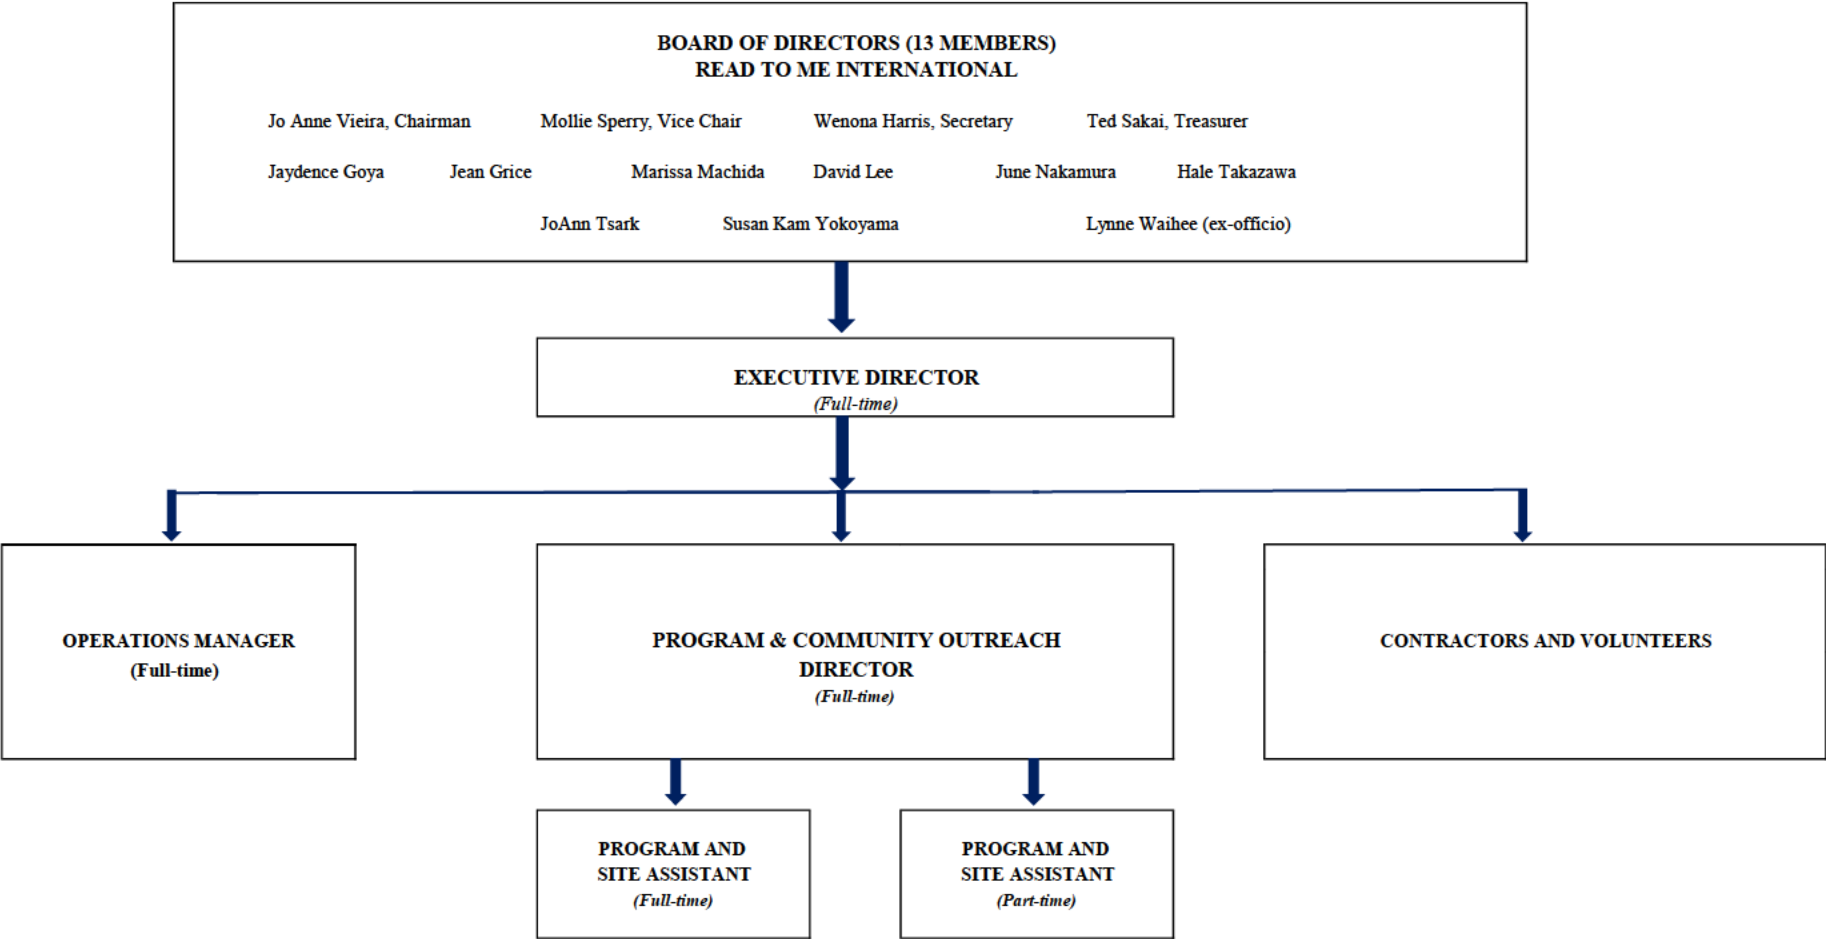 BOARD OF DIRECTORS (13 MEMBERS)
READ TO ME INTERNATIONAL
Jo Anne Vieira, Chairman Mollie Sperry, Vice Chair Wenona Harris, Secretary Ted Sakai, Treasurer
Jaydence Goya Jean Grice Marissa Machida David Lee June Nakamura Hale Takazawa
JoAnn Tsark Susan Kam Yokoyama Lynne Waihee (ex-officio)
EXECUTIVE DIRECTOR
(Full-time)
OPERATIONS MANAGER
(Full-time)
PROGRAM & COMMUNITY OUTREACH
DIRECTOR
(Full-time)
CONTRACTORS AND VOLUNTEERS
PROGRAM AND
SITE ASSISTANT
(Full-time)
PROGRAM AND
SITE ASSISTANT
(Part-time)